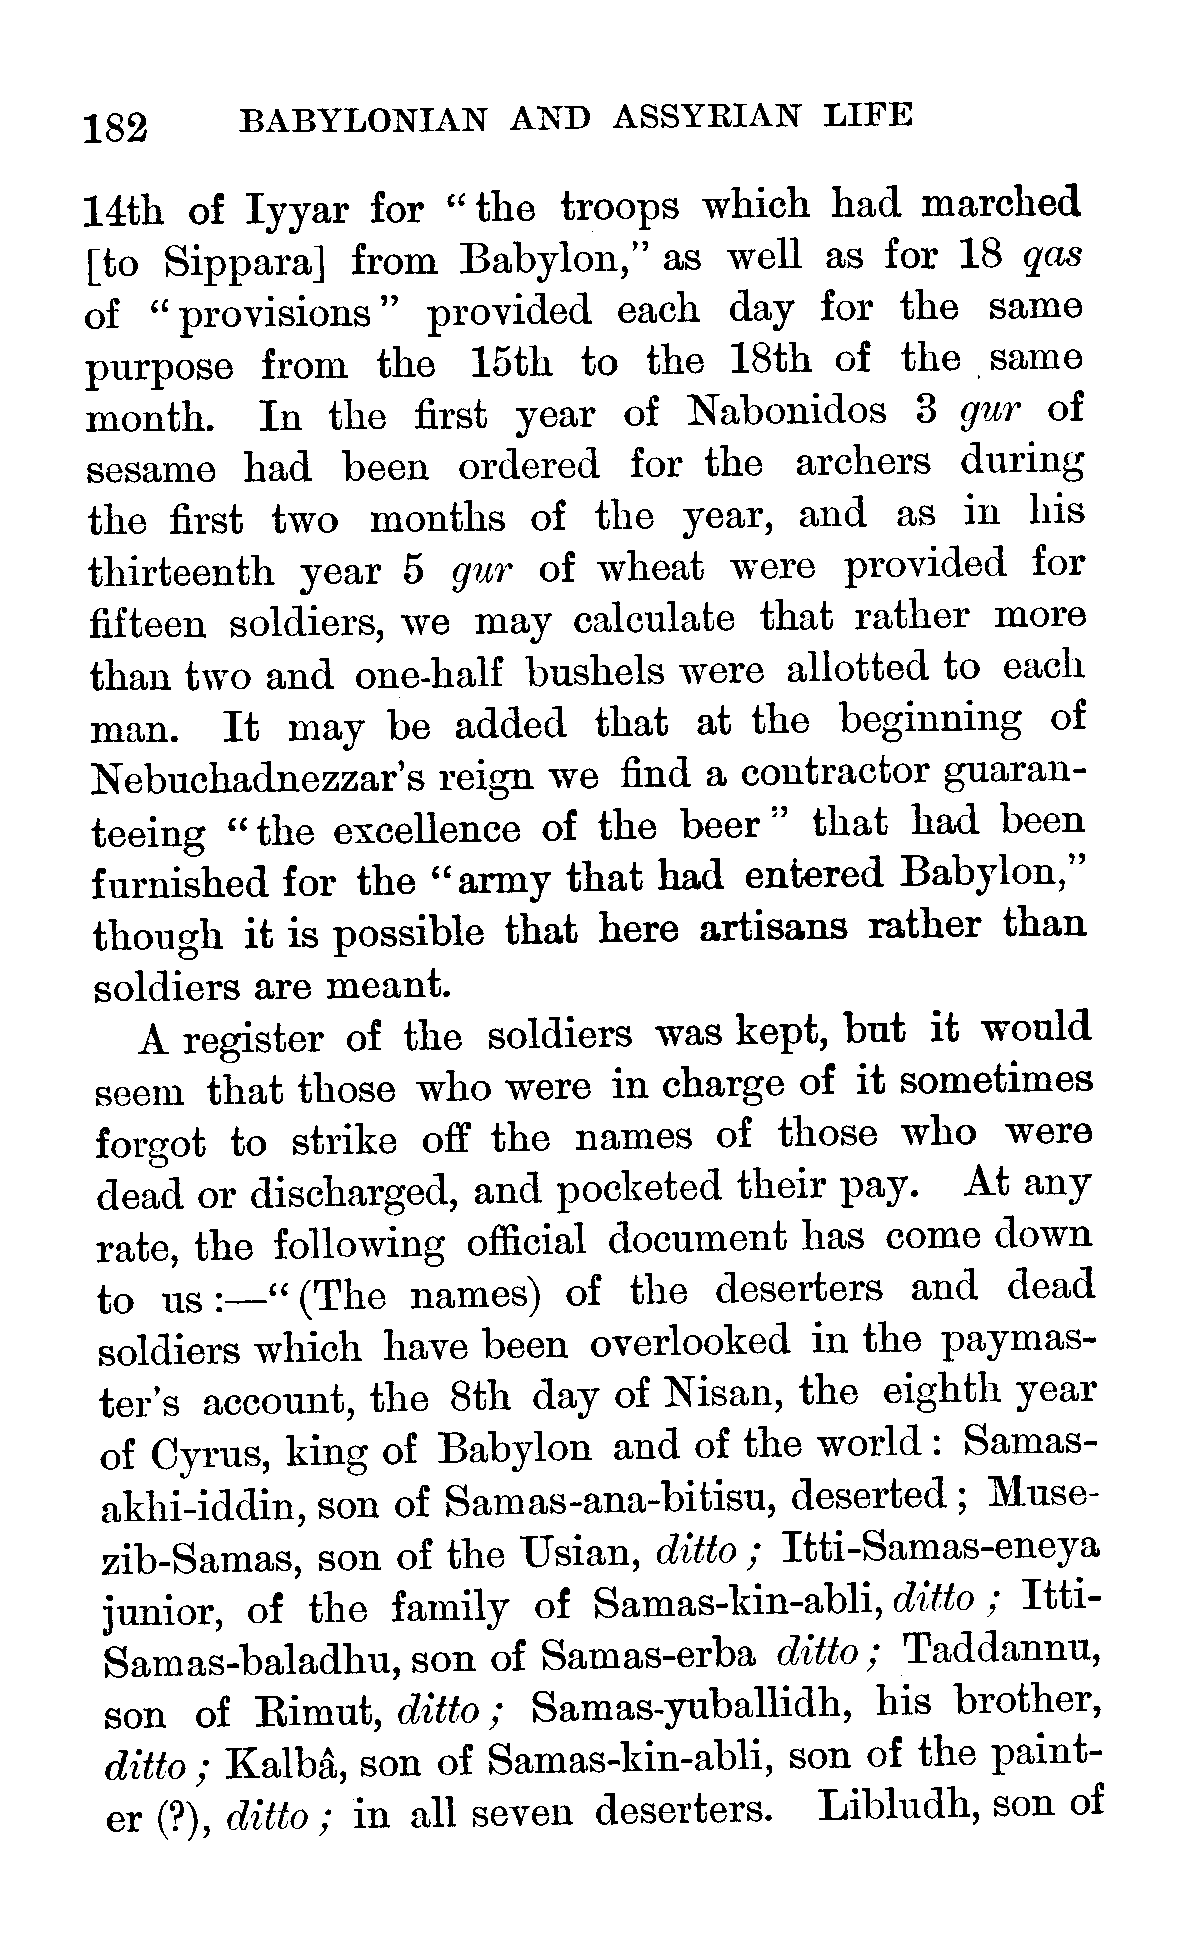 182 BABYLONIAN AND ASSYRIAN LIFE
14th of Iyyar for “the troops which had marched
[to Sippara] from Babylon,” as well as for 18 qas
of “provisions” provided each day for the same
purpose from the 15th to the 18th of the same
month. In the first year of Nabonidos 3 gur of
sesame had been ordered for the archers during
the first two months of the year, and as in his
thirteenth year 5 gur of wheat were provided for
fifteen soldiers, we may calculate that rather more
than two and one-half bushels were allotted to each
man. It may be added that at the beginning of
Nebuchadnezzar’s reign we find a contractor guaran-
teeing “the excellence of the beer” that had been
furnished for the “army that had entered Babylon,”
though it is possible that here artisans rather than
soldiers are meant.
A register of the soldiers was kept, but it would
seem that those who were in charge of it sometimes
forgot to strike off the names of those who were
dead or discharged, and pocketed their pay. At any
rate, the following official document has come down
to us :—“(The names) of the deserters and dead
soldiers which have been overlooked in the paymas-
ter’s account, the 8th day of Nisan, the eighth year
of Cyrus, king of Babylon and of the world : Samas-
akhi-iddin, son of Samas-ana-bitisu, deserted ; Muse-
zib-Samas, son of the Usian, ditto ; Itti-Samas-eneya
junior, of the family of Samas-kin-abli, ditto ; Itti-
Samas-baladhu, son of Samas-erba ditto ; Taddannu,
son of Rimut, ditto ; Samas-yuballidh, his brother,
ditto ; Kalbâ, son of Samas-kin-abli, son of the paint-
er (?), ditto ; in all seven deserters. Libludh, son of